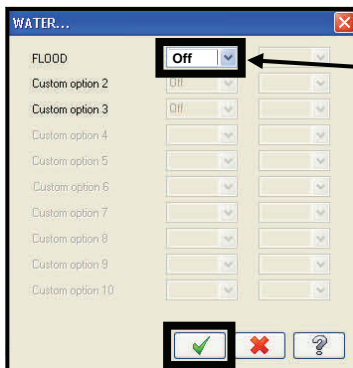 WATER...
FLOOD Off
Custom option 2 Off
Custom option 3 Off
Custom option 4
Custom option 5
Custom option 6
Custom option 7
Custom option 8
Custom option 9
Custom option 10
?